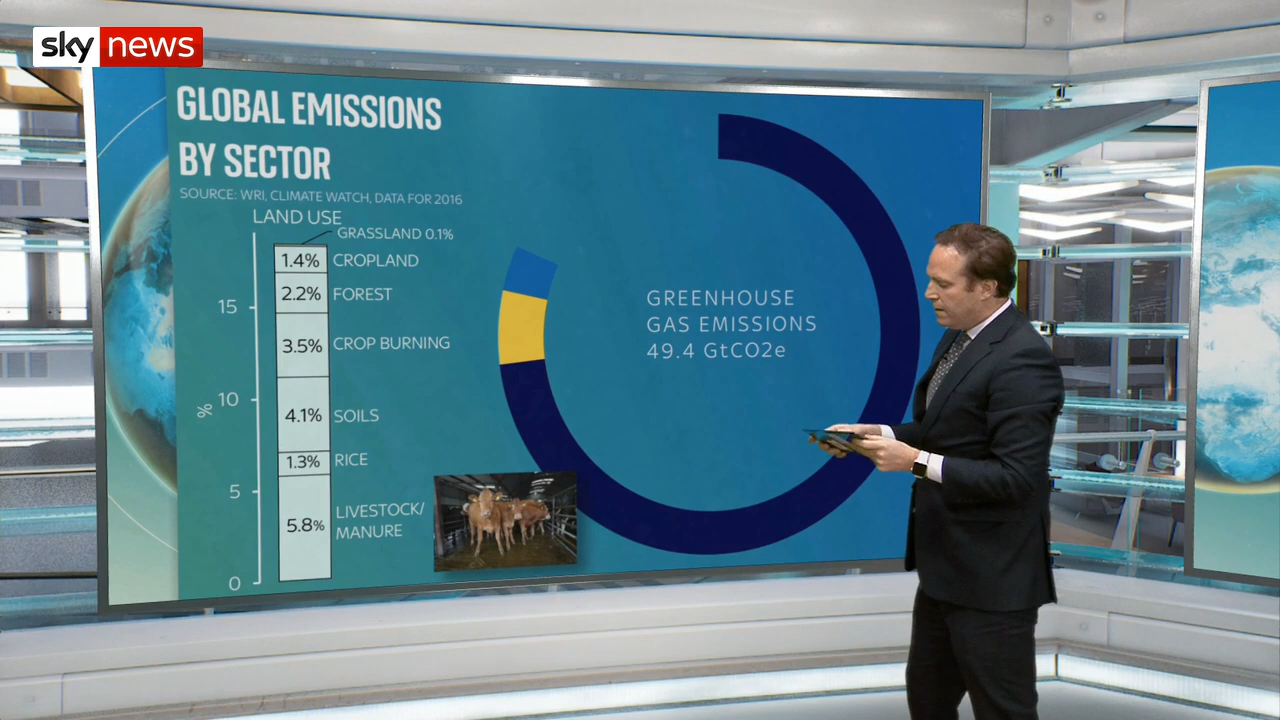 sky news
GLOBAL EMISSIONS
BY SECTOR
SOURCE: WRI, CLIMATE WATCH, DATA FOR 2016
LAND USE
GRASSLAND 0.1%
1.4% CROPLAND
2.2% FOREST
15
3.5% CROP BURNING
% 10
4.1% SOILS
1.3% RICE
5
5.8% LIVESTOCK/
MANURE
0
GREENHOUSE
GAS EMISSIONS
49.4 GtCO2e